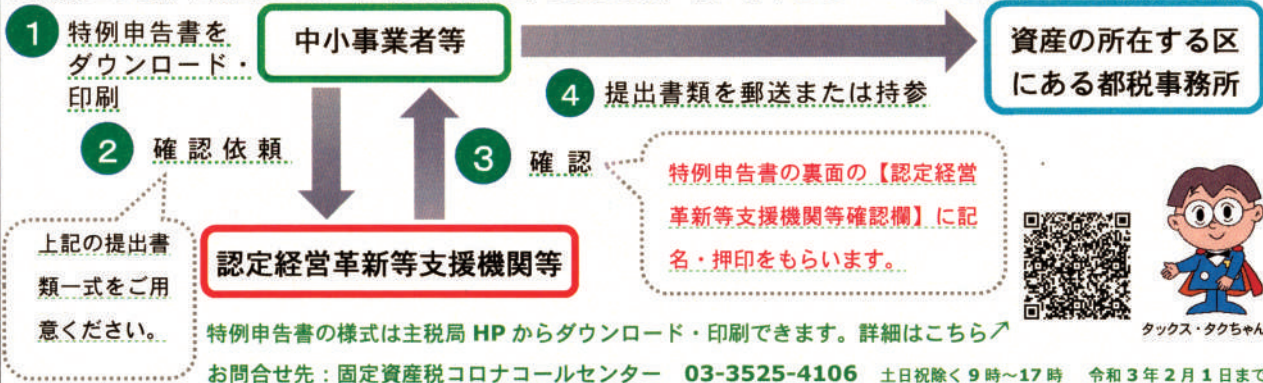 1 特例申告書を
ダウンロード・
印刷
中小事業者等
資産の所在する区
にある都税事務所
4 提出書類を郵送または持参
2 確認依頼
3 確認
特例申告書の裏面の【認定経営
革新等支援機関等確認欄】に記
名・押印をもらいます。
上記の提出書
類一式をご用
意ください。
認定経営革新等支援機関等
タックス・タクちゃん
特例申告書の様式は主税局 HP からダウンロード・印刷できます。詳細はこちら↗
お問合せ先：固定資産税コロナコールセンター 03-3525-4106 土日祝除く9時～17時 令和3年2月1日まで